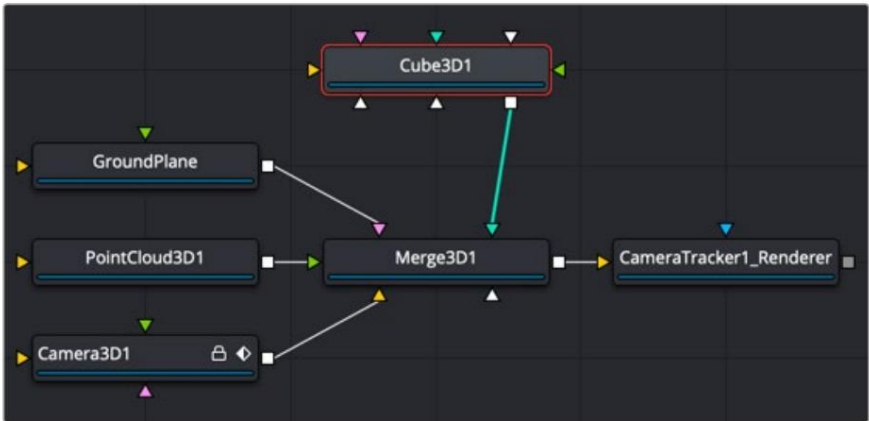 Cube3D1
GroundPlane
PointCloud3D1
Merge3D1
CameraTracker1_Renderer
Camera3D1